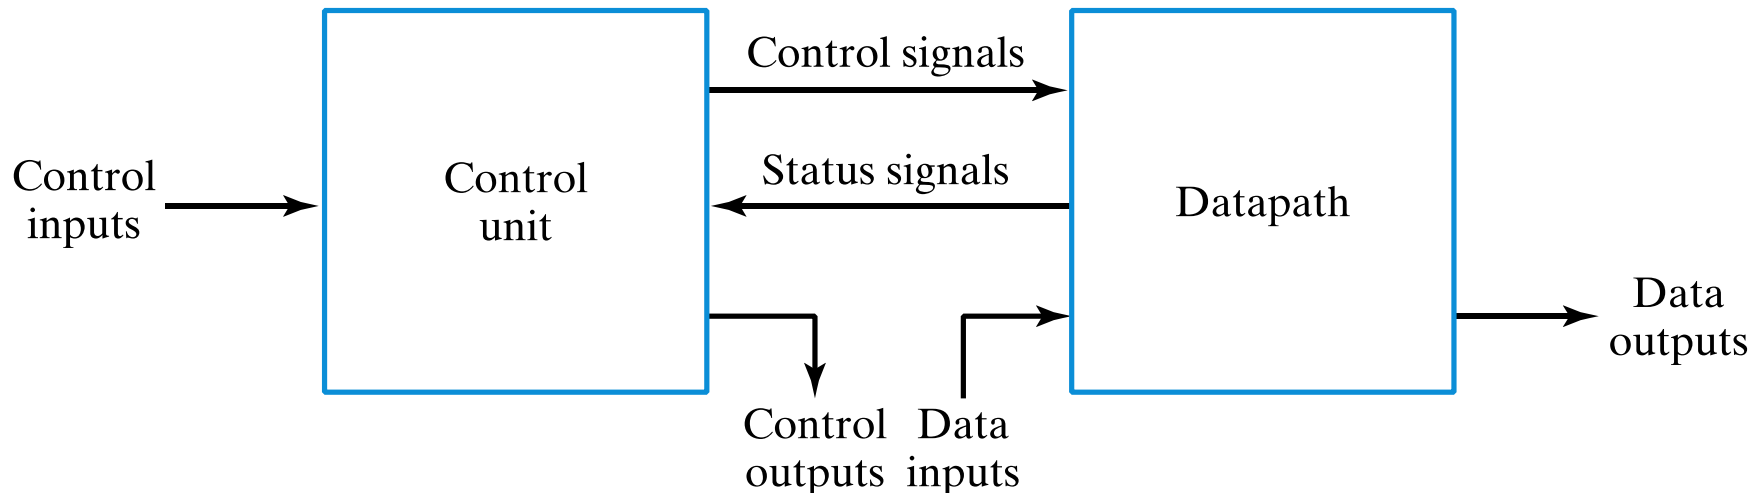 Control
inputs
Control
unit
Control signals
Status signals
Datapath
Control
outputs
Data
inputs
Data
outputs